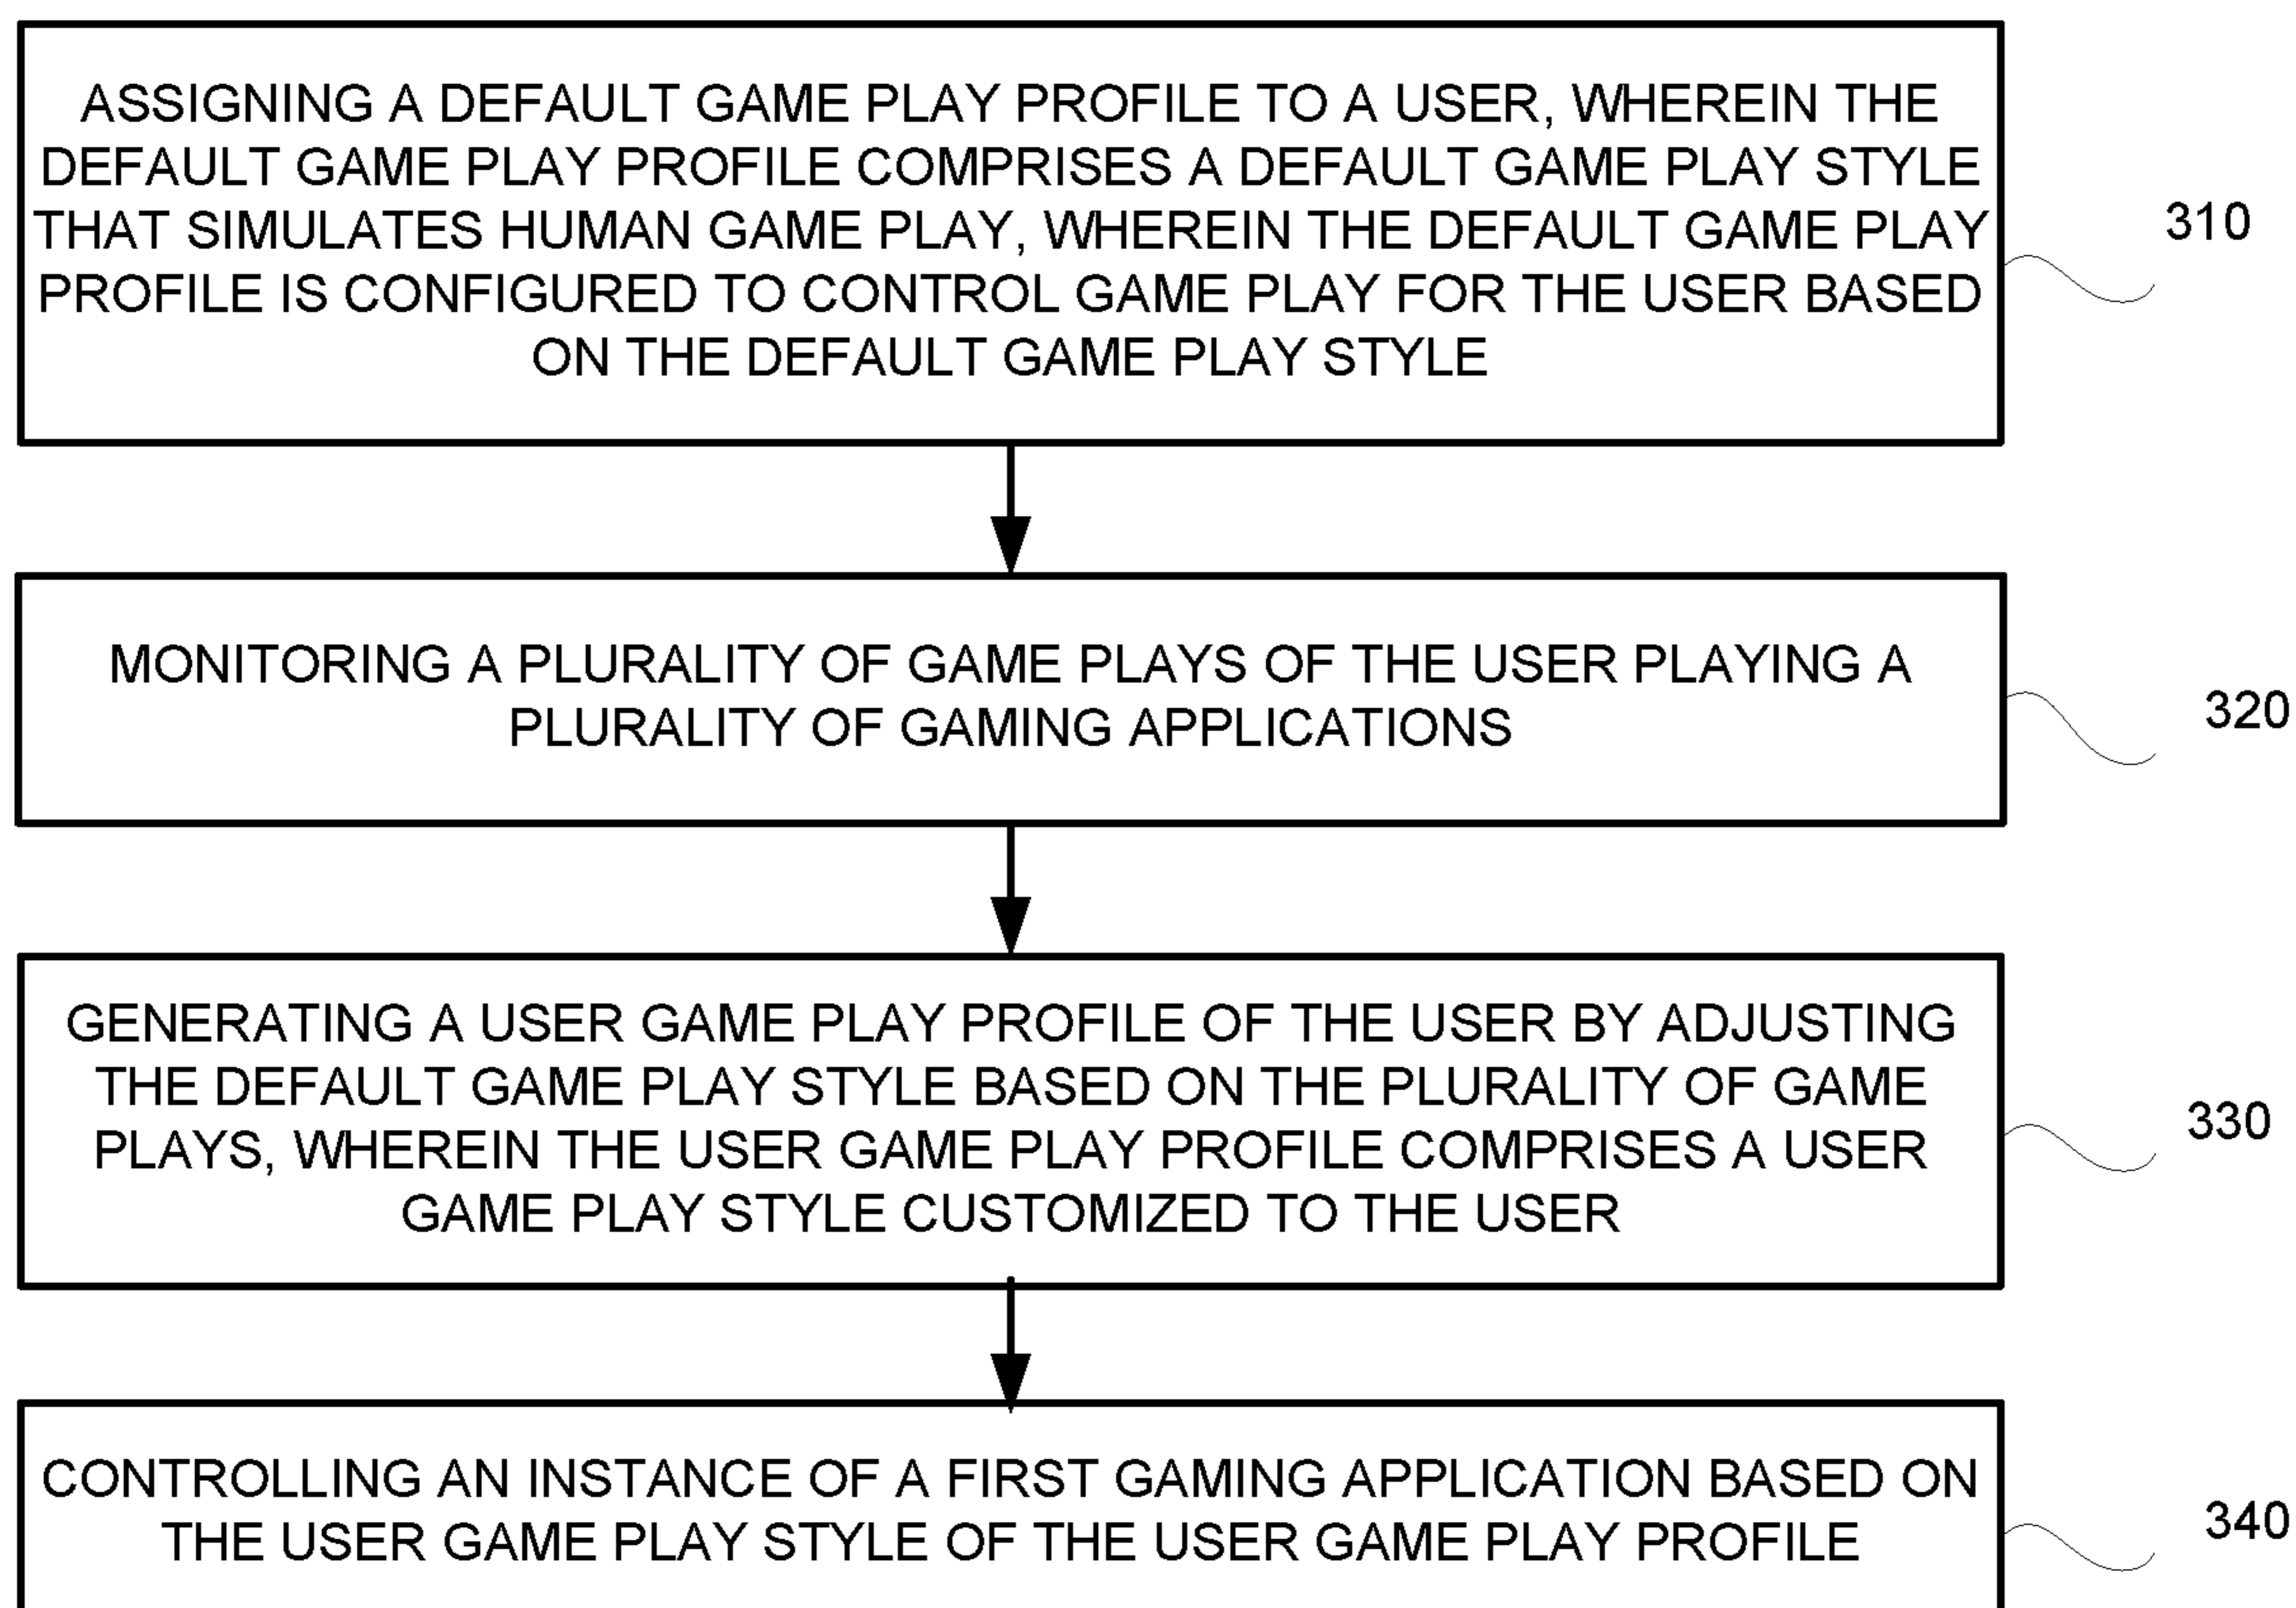 ASSIGNING A DEFAULT GAME PLAY PROFILE TO A USER, WHEREIN THE
DEFAULT GAME PLAY PROFILE COMPRISES A DEFAULT GAME PLAY STYLE
THAT SIMULATES HUMAN GAME PLAY, WHEREIN THE DEFAULT GAME PLAY
PROFILE IS CONFIGURED TO CONTROL GAME PLAY FOR THE USER BASED
ON THE DEFAULT GAME PLAY STYLE
310
MONITORING A PLURALITY OF GAME PLAYS OF THE USER PLAYING A
PLURALITY OF GAMING APPLICATIONS
320
GENERATING A USER GAME PLAY PROFILE OF THE USER BY ADJUSTING
THE DEFAULT GAME PLAY STYLE BASED ON THE PLURALITY OF GAME
PLAYS, WHEREIN THE USER GAME PLAY PROFILE COMPRISES A USER
GAME PLAY STYLE CUSTOMIZED TO THE USER
330
CONTROLLING AN INSTANCE OF A FIRST GAMING APPLICATION BASED ON
THE USER GAME PLAY STYLE OF THE USER GAME PLAY PROFILE
340